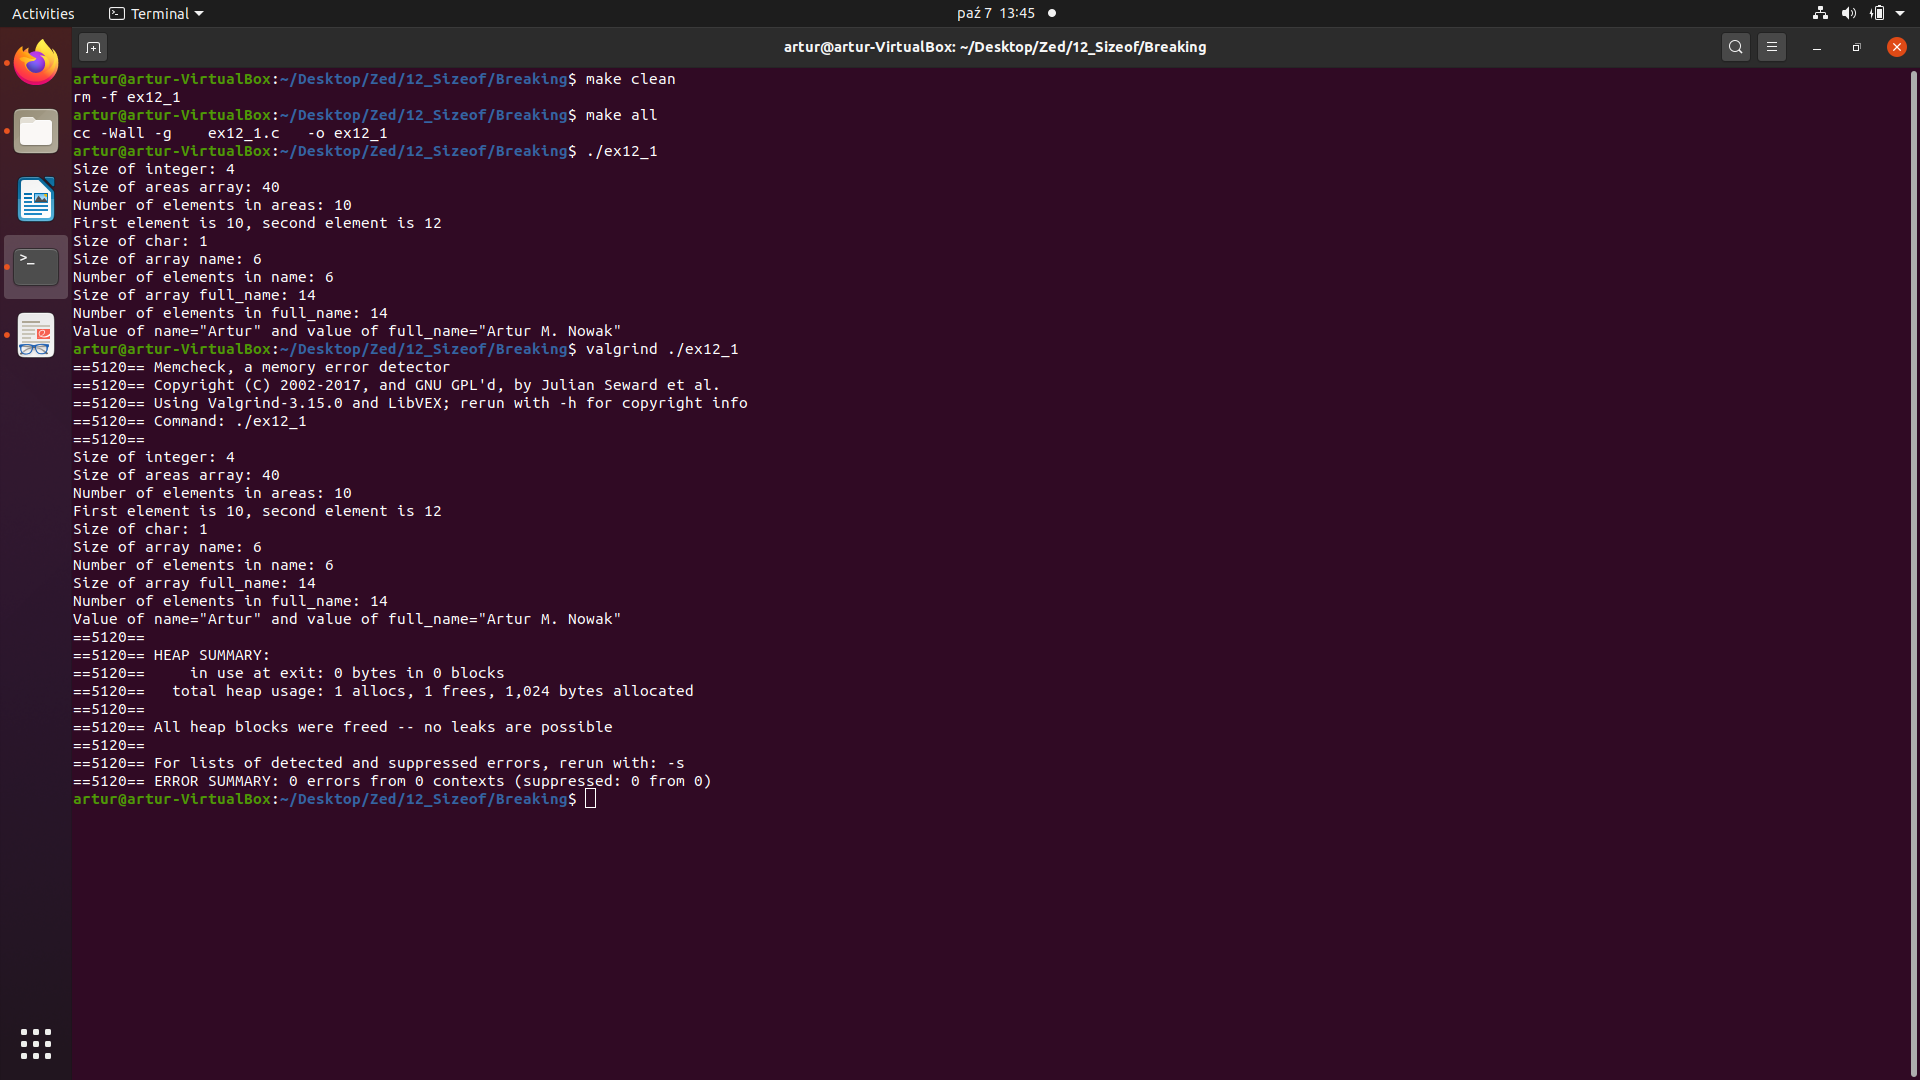 Activities
Terminal
paź 7 13:45
artur@artur-VirtualBox: ~/Desktop/Zed/12_Sizeof/Breaking
artur@artur-VirtualBox:~/Desktop/Zed/12_Sizeof/Breaking$ make clean
rm -f ex12_1
artur@artur-VirtualBox:~/Desktop/Zed/12_Sizeof/Breaking$ make all
cc -Wall -g    ex12_1.c   -o ex12_1
artur@artur-VirtualBox:~/Desktop/Zed/12_Sizeof/Breaking$ ./ex12_1
Size of integer: 4
Size of areas array: 40
Number of elements in areas: 10
First element is 10, second element is 12
Size of char: 1
Size of array name: 6
Number of elements in name: 6
Size of array full_name: 14
Number of elements in full_name: 14
Value of name="Artur" and value of full_name="Artur M. Nowak"
artur@artur-VirtualBox:~/Desktop/Zed/12_Sizeof/Breaking$ valgrind ./ex12_1
==5120== Memcheck, a memory error detector
==5120== Copyright (C) 2002-2017, and GNU GPL'd, by Julian Seward et al.
==5120== Using Valgrind-3.15.0 and LibVEX; rerun with -h for copyright info
==5120== Command: ./ex12_1
==5120==
Size of integer: 4
Size of areas array: 40
Number of elements in areas: 10
First element is 10, second element is 12
Size of char: 1
Size of array name: 6
Number of elements in name: 6
Size of array full_name: 14
Number of elements in full_name: 14
Value of name="Artur" and value of full_name="Artur M. Nowak"
==5120==
==5120== HEAP SUMMARY:
==5120==     in use at exit: 0 bytes in 0 blocks
==5120==   total heap usage: 1 allocs, 1 frees, 1,024 bytes allocated
==5120==
==5120== All heap blocks were freed -- no leaks are possible
==5120==
==5120== For lists of detected and suppressed errors, rerun with: -s
==5120== ERROR SUMMARY: 0 errors from 0 contexts (suppressed: 0 from 0)
artur@artur-VirtualBox:~/Desktop/Zed/12_Sizeof/Breaking$